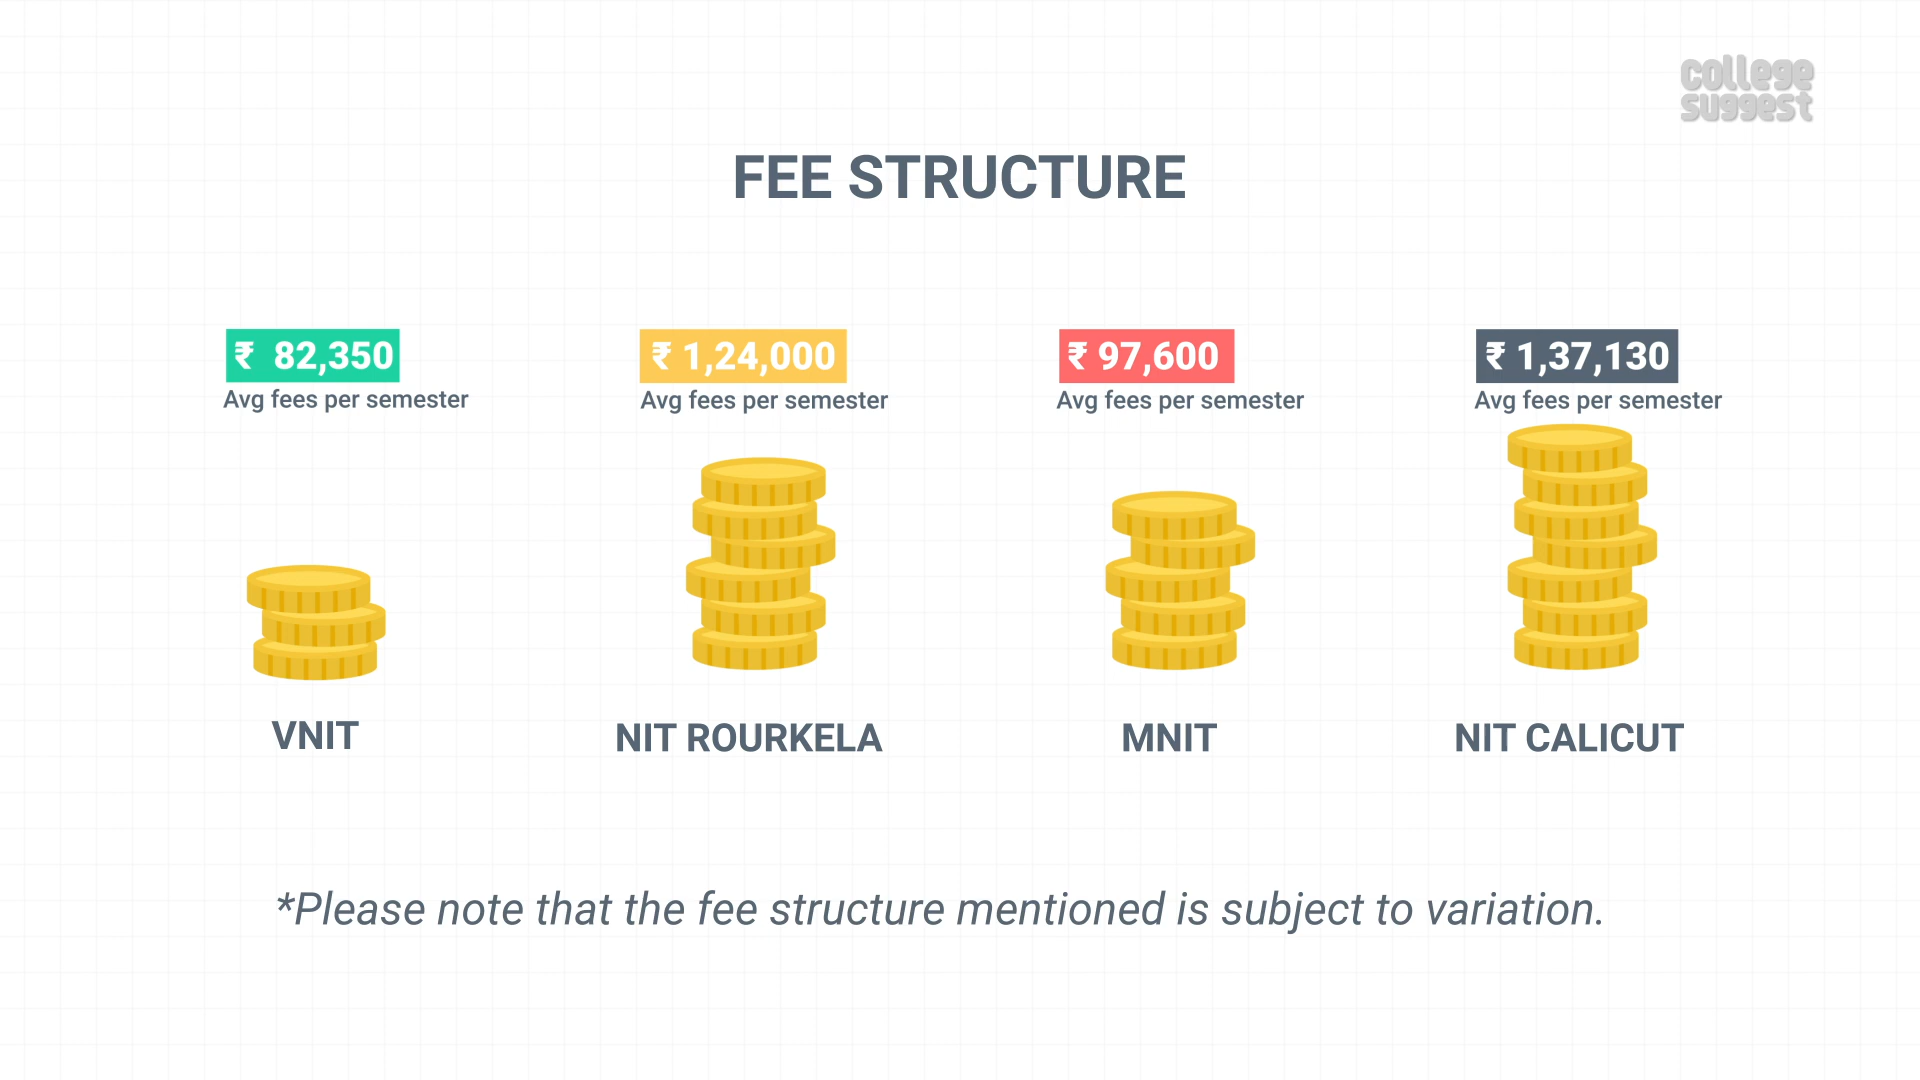 college
suggest
FEE STRUCTURE
₹ 82,350
Avg fees per semester
₹ 1,24,000
Avg fees per semester
₹ 97,600
Avg fees per semester
₹ 1,37,130
Avg fees per semester
VNIT
NIT ROURKELA
MNIT
NIT CALICUT
*Please note that the fee structure mentioned is subject to variation.